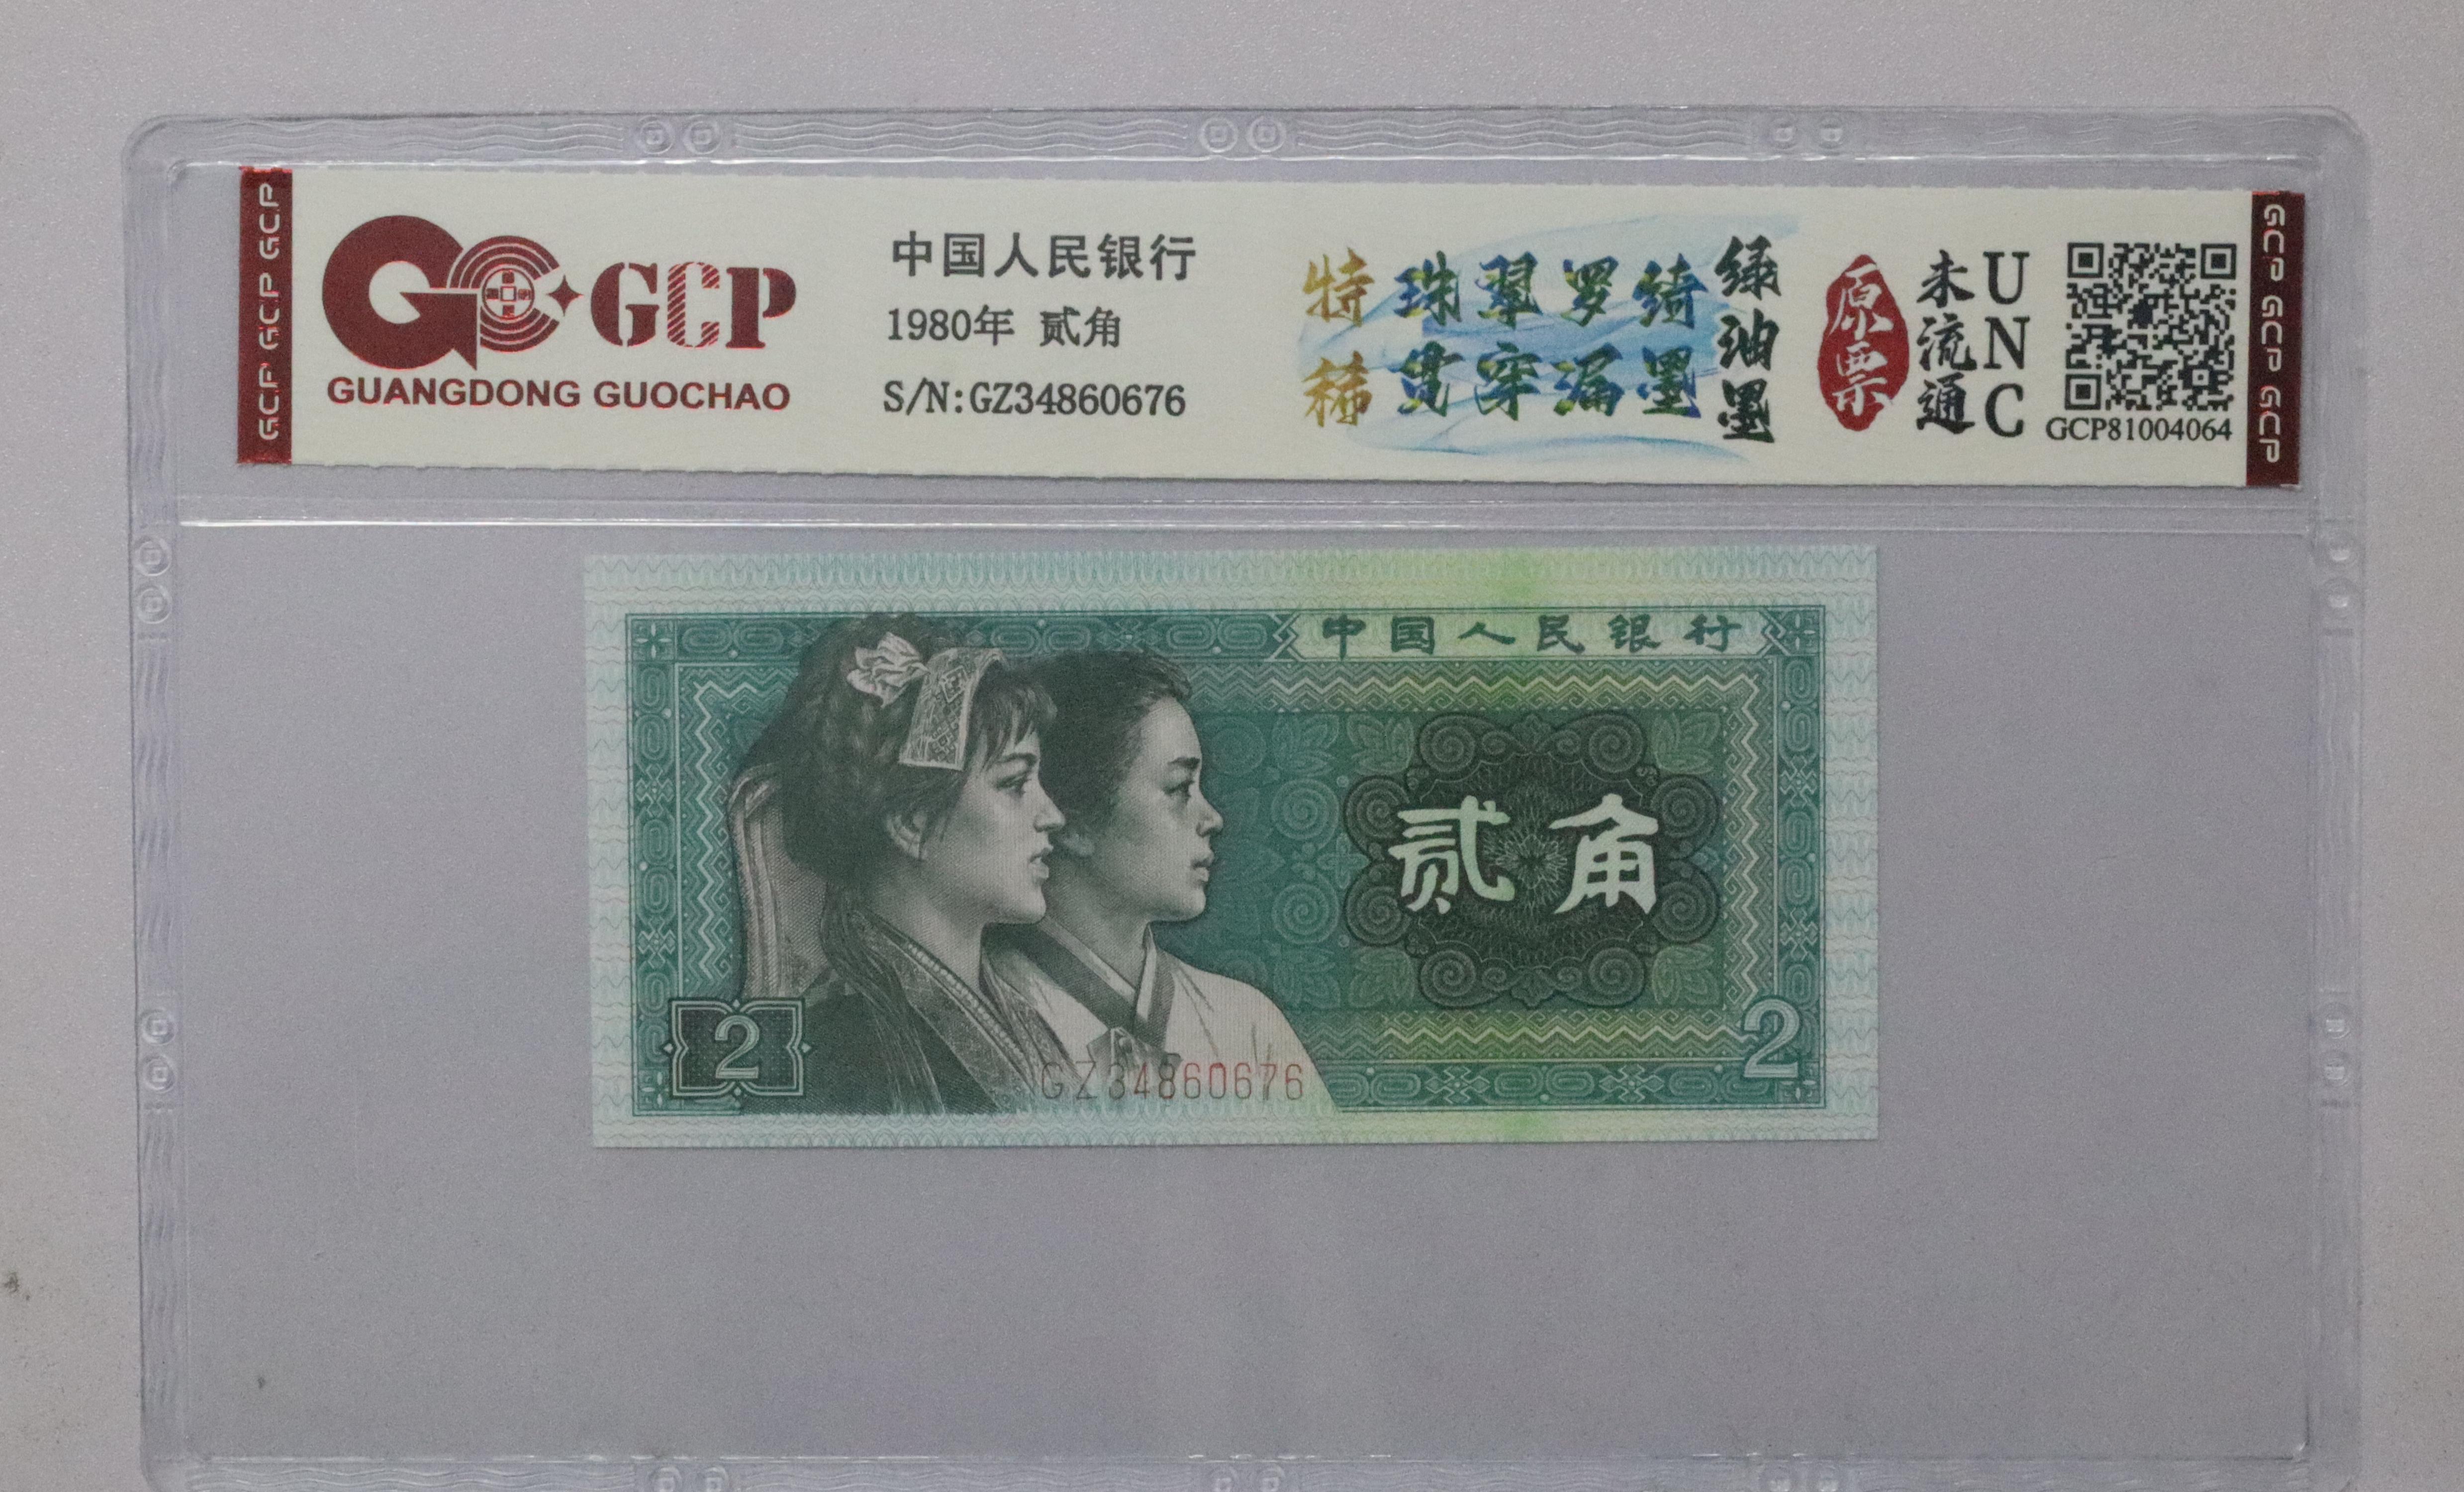 GCP GCP GCP GCP
GCP
GUANGDONG GUOCHAO
中国人民银行
1980年 贰角
S/N:GZ34860676
特稀
珠翠罗绮
贯穿漏墨
绿油墨
原票
未流通
UNC
GCP81004064
GCP GCP GCP GCP
中国人民银行
贰角
2
2
GZ34860676